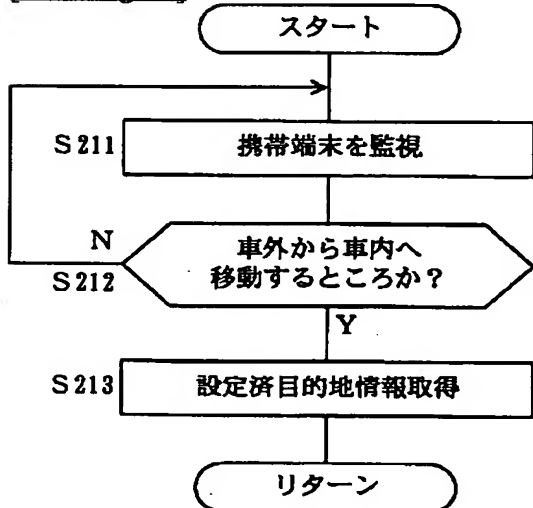 スタート
S211
携帯端末を監視
N
車外から車内へ
移動するところか？
S212
Y
S213
設定済目的地情報取得
リターン